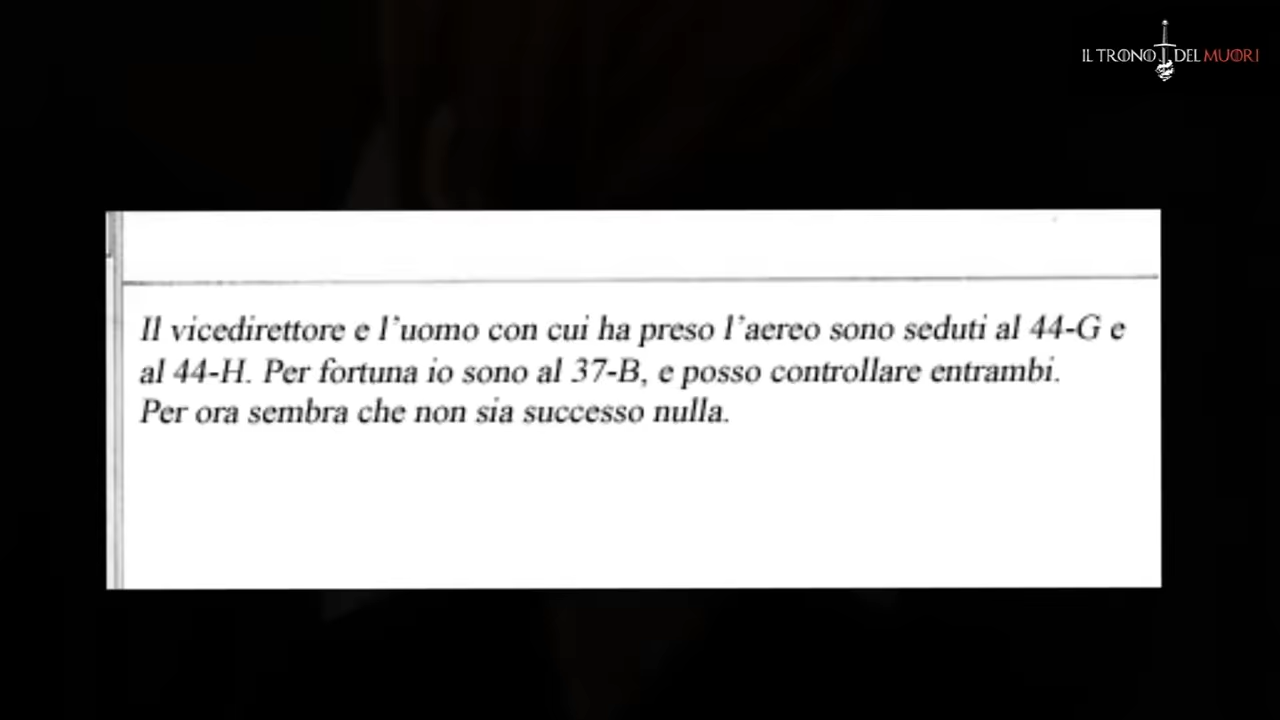 IL TRONO DEL MUORI
Il vicedirettore e l'uomo con cui ha preso l'aereo sono seduti al 44-G e
al 44-H. Per fortuna io sono al 37-B, e posso controllare entrambi.
Per ora sembra che non sia successo nulla.